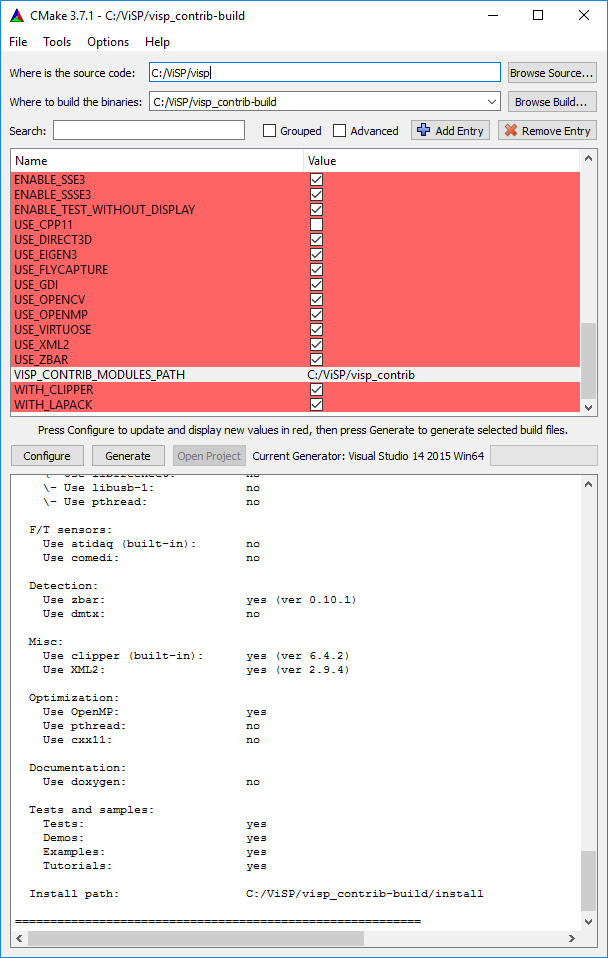 CMake 3.7.1 - C:/ViSP/visp_contrib-build
File Tools Options Help
Where is the source code: C:/ViSP/visp Browse Source...
Where to build the binaries: C:/ViSP/visp_contrib-build Browse Build...
Search: Grouped Advanced Add Entry Remove Entry
Name Value
ENABLE_SSE3
ENABLE_SSSE3
ENABLE_TEST_WITHOUT_DISPLAY
USE_CPP11
USE_DIRECT3D
USE_EIGEN3
USE_FLYCAPTURE
USE_GDI
USE_OPENCV
USE_OPENMP
USE_VIRTUOSE
USE_XML2
USE_ZBAR
VISP_CONTRIB_MODULES_PATH C:/ViSP/visp_contrib
WITH_CLIPPER
WITH_LAPACK
Press Configure to update and display new values in red, then press Generate to generate selected build files.
Configure Generate Open Project Current Generator: Visual Studio 14 2015 Win64
\- Use libusb-1: no
\- Use pthread: no
F/T sensors:
Use atidaq (built-in): no
Use comedi: no
Detection:
Use zbar: yes (ver 0.10.1)
Use dmtx: no
Misc:
Use clipper (built-in): yes (ver 6.4.2)
Use XML2: yes (ver 2.9.4)
Optimization:
Use OpenMP: yes
Use pthread: no
Use cxx11: no
Documentation:
Use doxygen: no
Tests and samples:
Tests: yes
Demos: yes
Examples: yes
Tutorials: yes
Install path: C:/ViSP/visp_contrib-build/install
==========================================================